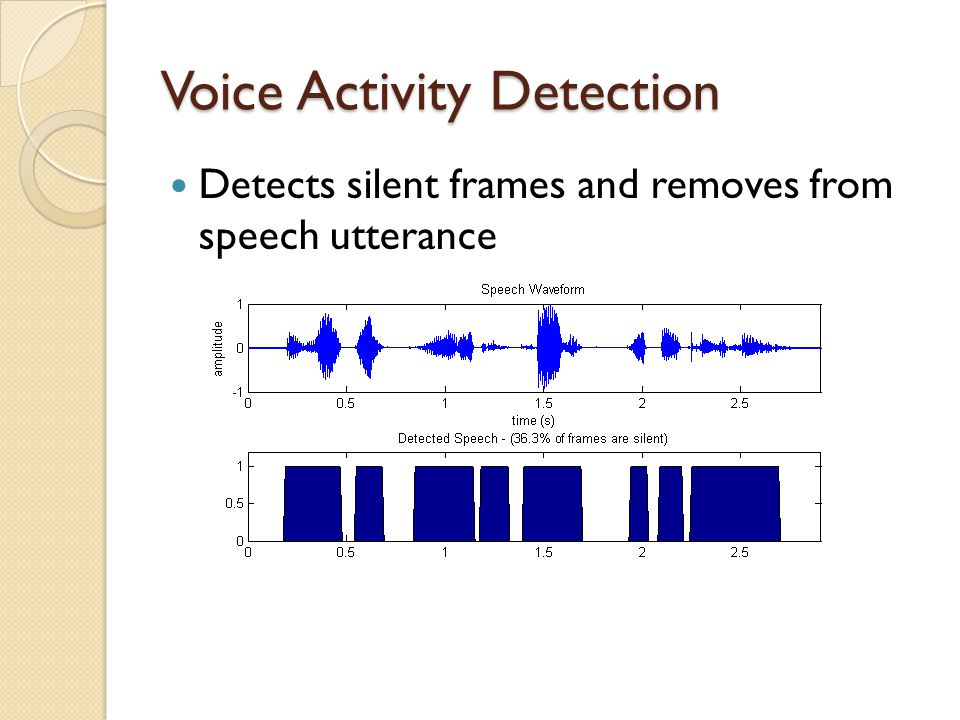 Voice Activity Detection
Detects silent frames and removes from
speech utterance
Speech Waveform
1
0
-1
amplitude
0 0.5 1 1.5 2 2.5
time (s)
Detected Speech - (36.3% of frames are silent)
1
0.5
0
0 0.5 1 1.5 2 2.5